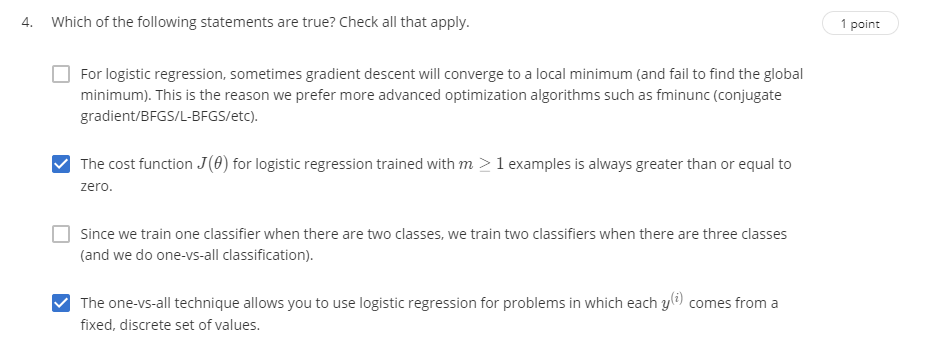 4. Which of the following statements are true? Check all that apply.
1 point
For logistic regression, sometimes gradient descent will converge to a local minimum (and fail to find the global
minimum). This is the reason we prefer more advanced optimization algorithms such as fminunc (conjugate
gradient/BFGS/L-BFGS/etc).
The cost function J(θ) for logistic regression trained with m ≥ 1 examples is always greater than or equal to
zero.
Since we train one classifier when there are two classes, we train two classifiers when there are three classes
(and we do one-vs-all classification).
The one-vs-all technique allows you to use logistic regression for problems in which each y⁽ⁱ⁾ comes from a
fixed, discrete set of values.